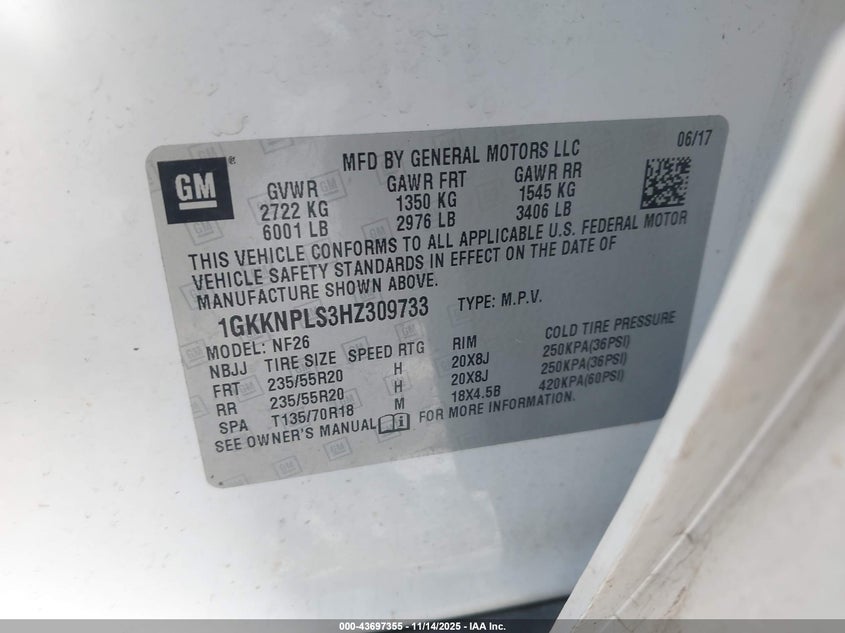 06/17
MFD BY GENERAL MOTORS LLC
GM®
GVWR GAWR FRT GAWR RR
2722 KG 1350 KG 1545 KG
6001 LB 2976 LB 3406 LB
THIS VEHICLE CONFORMS TO ALL APPLICABLE U.S. FEDERAL MOTOR
VEHICLE SAFETY STANDARDS IN EFFECT ON THE DATE OF
MANUFACTURE SHOWN ABOVE.
1GKKNPLS3HZ309733 TYPE: M.P.V.
MODEL: NF26
NBJJ TIRE SIZE SPEED RTG RIM COLD TIRE PRESSURE
FRT 235/55R20 H 20X8J 250KPA(36PSI)
RR 235/55R20 H 20X8J 250KPA(36PSI)
SPA T135/70R18 M 18X4.5B 420KPA(60PSI)
SEE OWNER'S MANUAL FOR MORE INFORMATION.
000-43697355 - 11/14/2025 - IAA Inc.